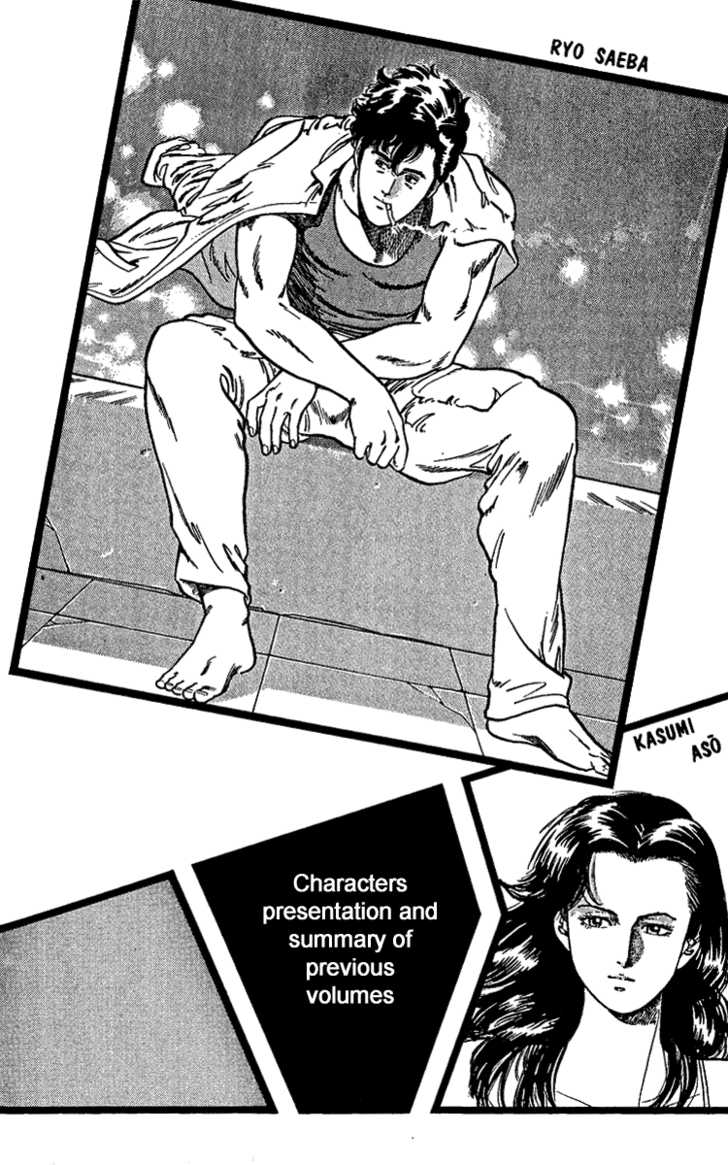 RYO SAEBA
KASUMI
ASŌ
Characters
presentation and
summary of
previous
volumes